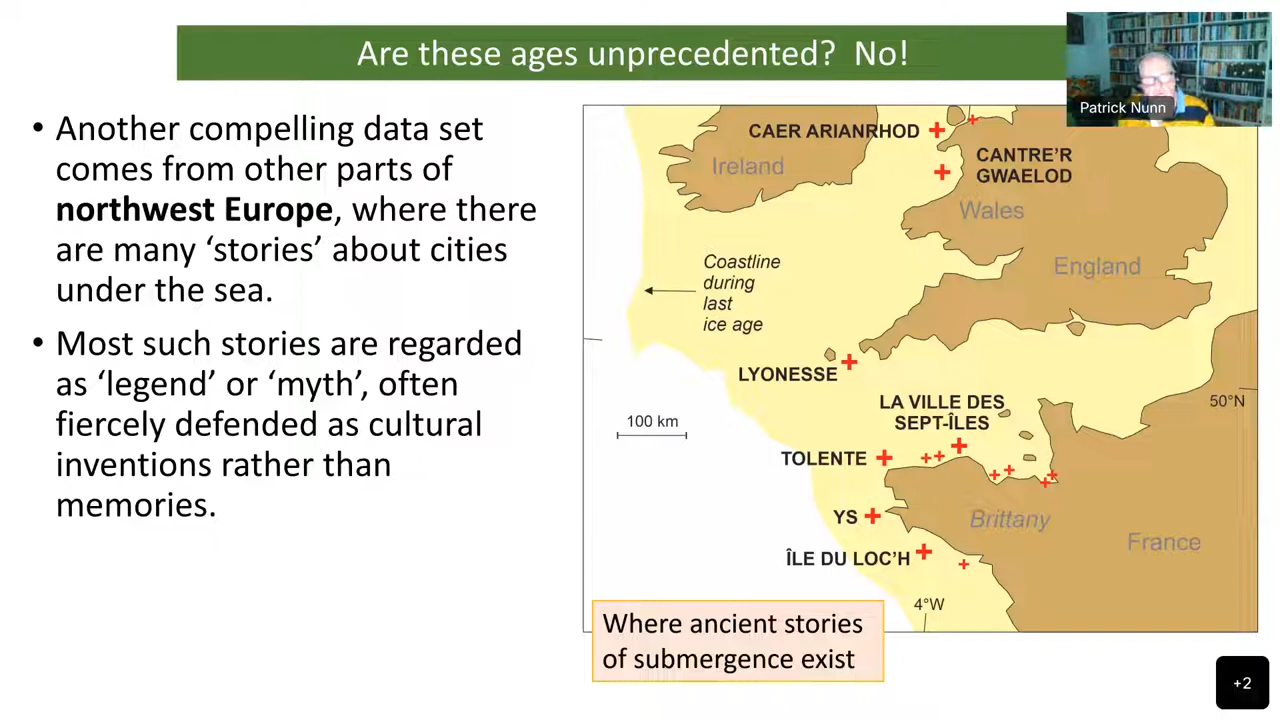 Are these ages unprecedented?  No!
Patrick Nunn
• Another compelling data set
comes from other parts of
northwest Europe, where there
are many ‘stories’ about cities
under the sea.
• Most such stories are regarded
as ‘legend’ or ‘myth’, often
fiercely defended as cultural
inventions rather than
memories.
CAER ARIANRHOD
Ireland
CANTRE’R
GWAELOD
Wales
England
Coastline
during
last
ice age
LYONESSE
100 km
50°N
LA VILLE DES
SEPT-ÎLES
TOLENTE
YS
Brittany
France
ÎLE DU LOC’H
4°W
Where ancient stories
of submergence exist
+2